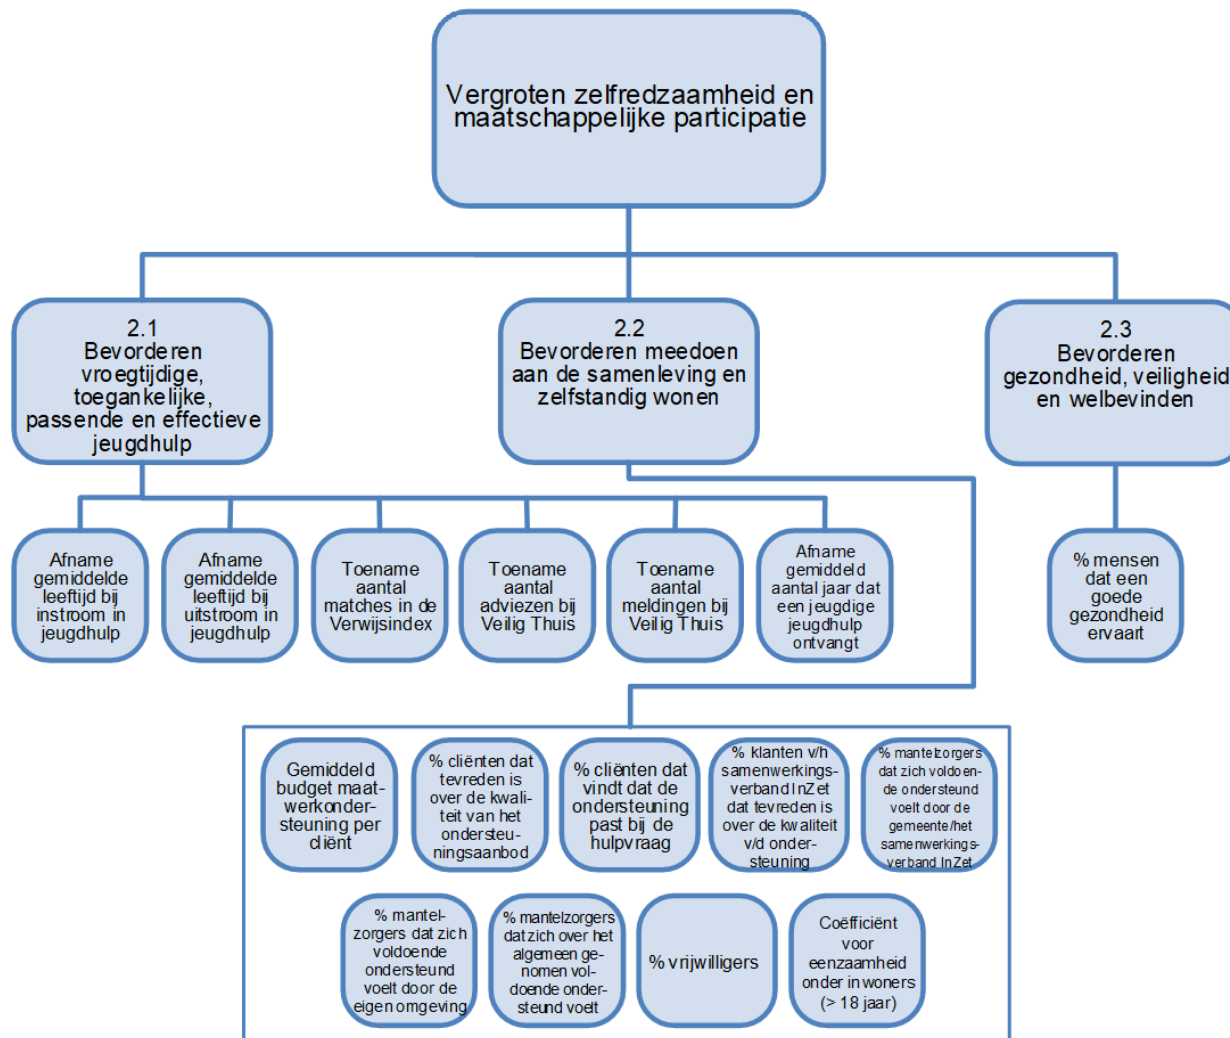 Vergroten zelfredzaamheid en
maatschappelijke participatie
2.1
Bevorderen
vroegtijdige,
toegankelijke,
passende en effectieve
jeugdhulp
2.2
Bevorderen meedoen
aan de samenleving en
zelfstandig wonen
2.3
Bevorderen
gezondheid, veiligheid
en welbevinden
Afname
gemiddelde
leeftijd bij
instroom in
jeugdhulp
Afname
gemiddelde
leeftijd bij
uitstroom in
jeugdhulp
Toename
aantal
matches in de
Verwijsindex
Toename
aantal
adviezen bij
Veilig Thuis
Toename
aantal
meldingen bij
Veilig Thuis
Afname
gemiddeld
aantal jaar dat
een jeugdige
jeugdhulp
ontvangt
% mensen
dat een
goede
gezondheid
ervaart
Gemiddeld
budget maat-
werkonder-
steuning per
cliënt
% cliënten dat
tevreden is
over de kwali-
teit van het
ondersteu-
ningsaanbod
% cliënten dat
vindt dat de
ondersteuning
past bij de
hulpvraag
% klanten v/h
samenwerkings-
verband InZet
dat tevreden is
over de kwaliteit
v/d onder-
steuning
% mantelzorgers
dat zich voldoen-
de ondersteund
voelt door de
gemeente/het
samenwerkings-
verband InZet
% mantel-
zorgers dat zich
voldoende
ondersteund
voelt door de
eigen omgeving
% mantelzorgers
dat zich over het
algemeen ge-
nomen vol-
doende onder-
steund voelt
% vrijwilligers
Coëfficiënt
voor
eenzaamheid
onder inwoners
(> 18 jaar)